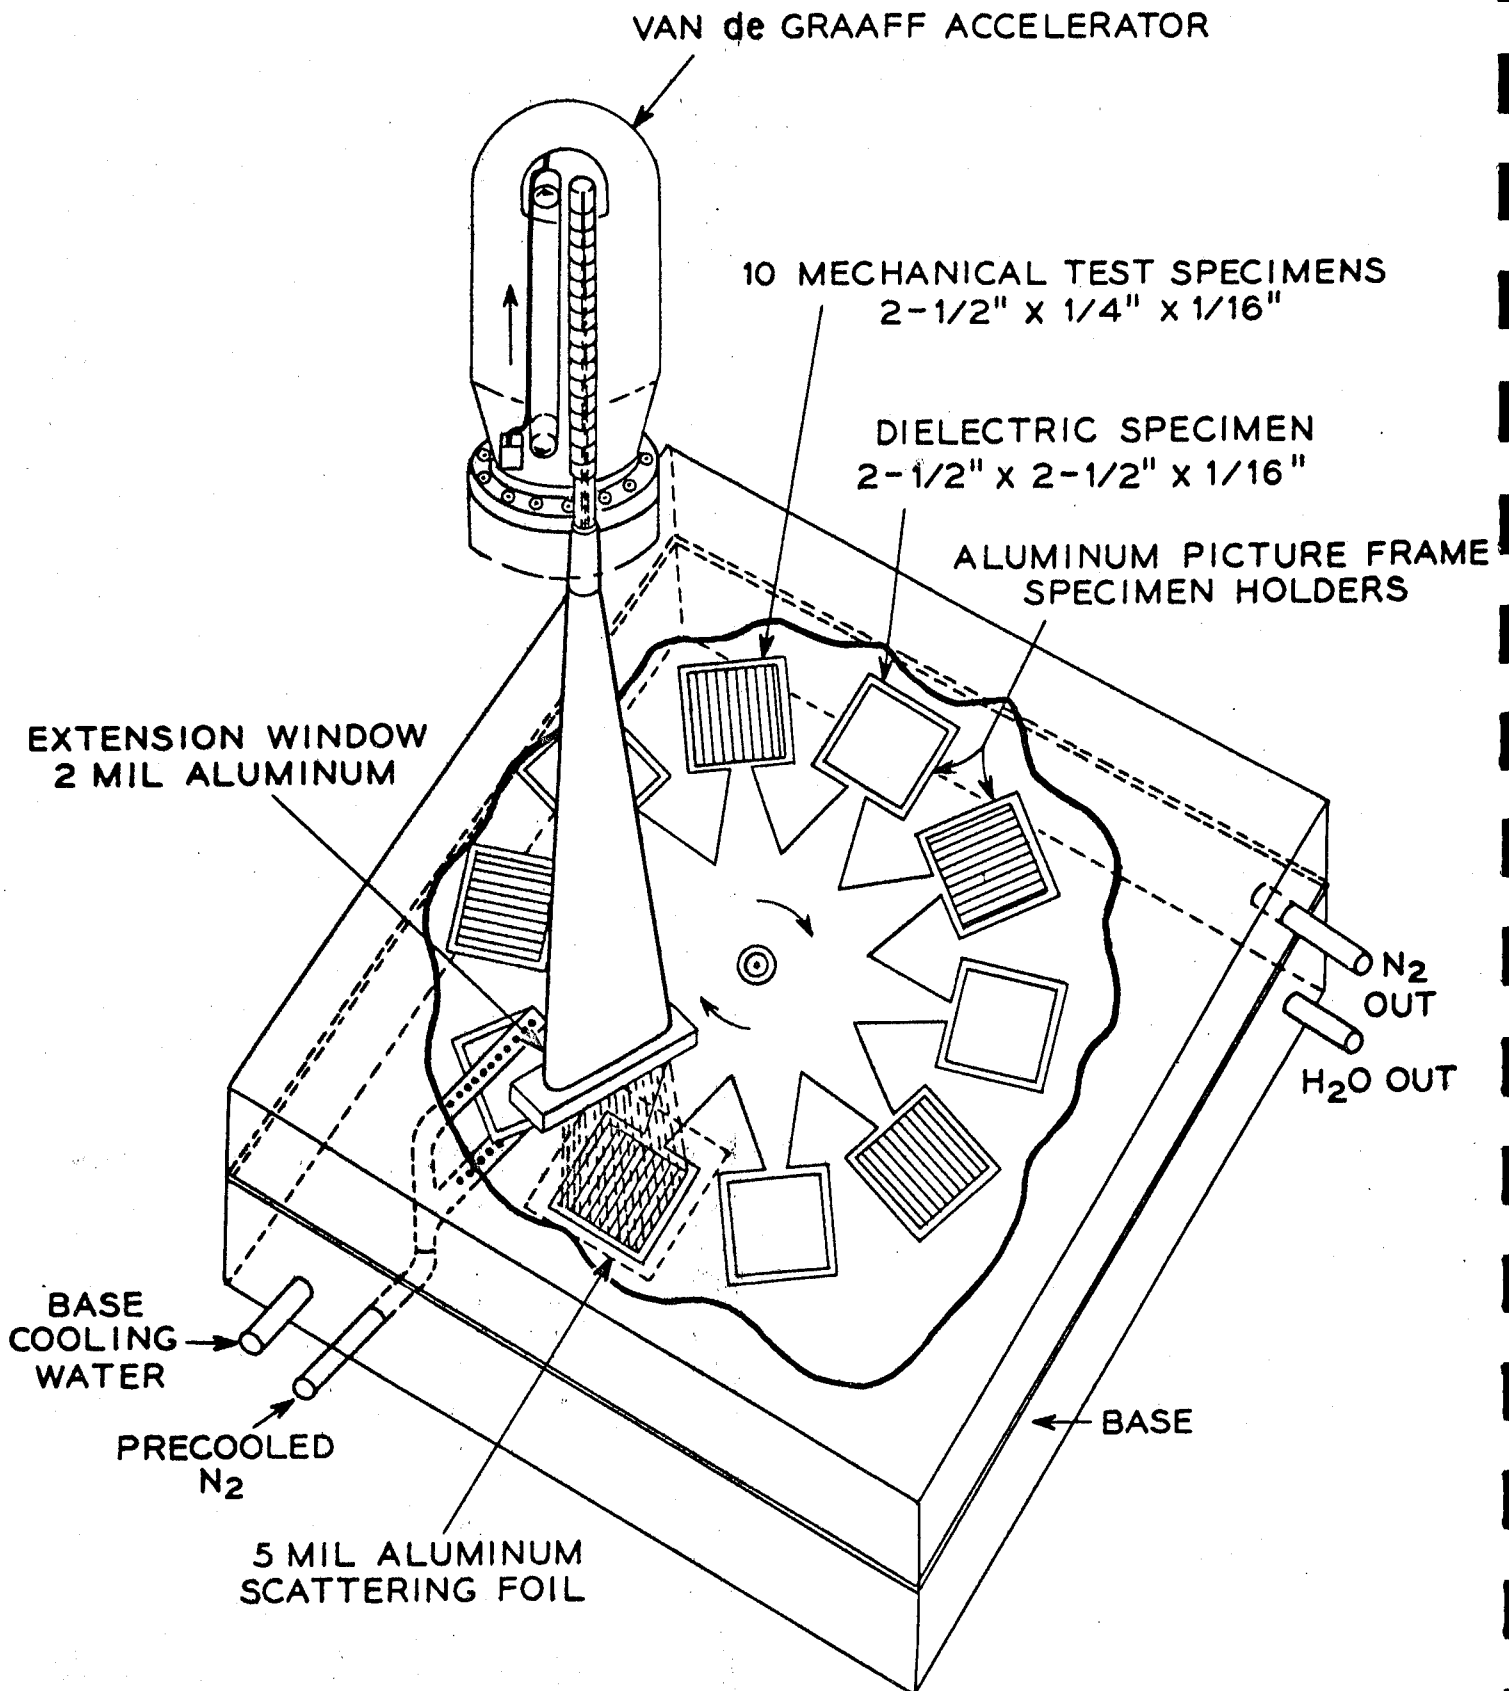 VAN de GRAAFF ACCELERATOR
10 MECHANICAL TEST SPECIMENS
2-1/2" X 1/4" X 1/16"
DIELECTRIC SPECIMEN
2-1/2" X 2-1/2" X 1/16"
ALUMINUM PICTURE FRAME
SPECIMEN HOLDERS
EXTENSION WINDOW
2 MIL ALUMINUM
N2
OUT
H2O OUT
BASE
COOLING
WATER
PRECOOLED
N2
BASE
5 MIL ALUMINUM
SCATTERING FOIL